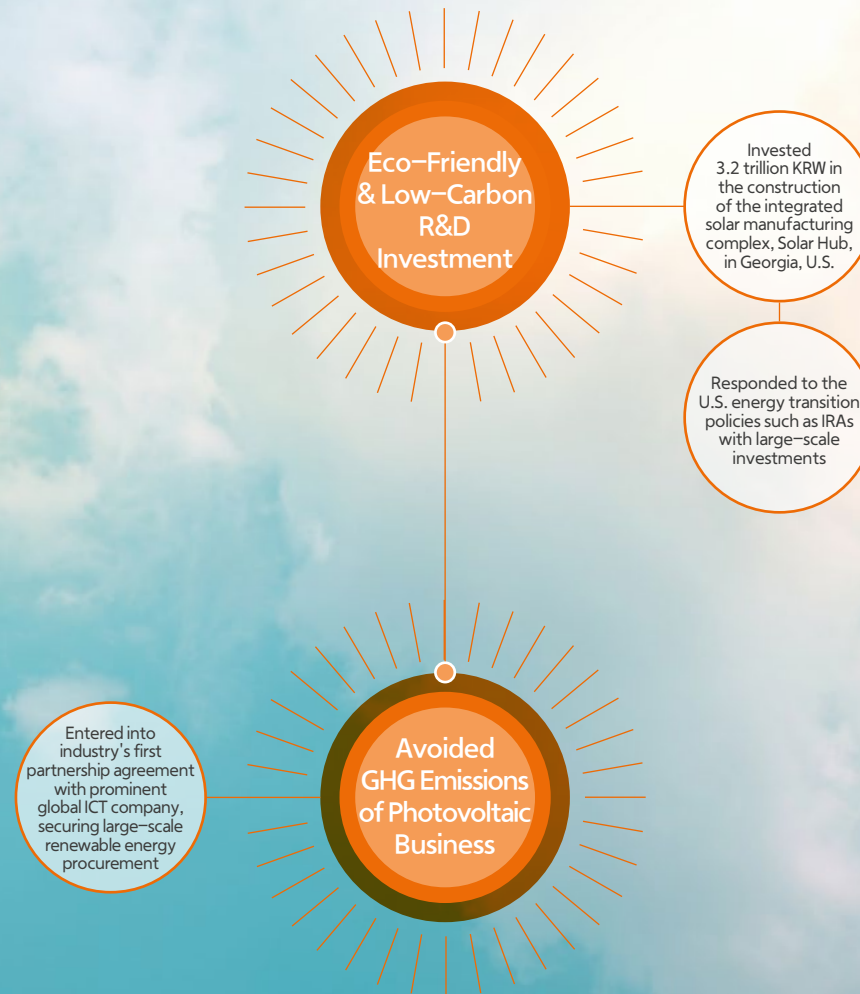 Eco-Friendly
& Low-Carbon
R&D
Investment
Invested
3.2 trillion KRW in
the construction
of the integrated
solar manufacturing
complex, Solar Hub,
in Georgia, U.S.
Responded to the
U.S. energy transition
policies such as IRAs
with large-scale
investments
Entered into
industry's first
partnership agreement
with prominent
global ICT company,
securing large-scale
renewable energy
procurement
Avoided
GHG Emissions
of Photovoltaic
Business